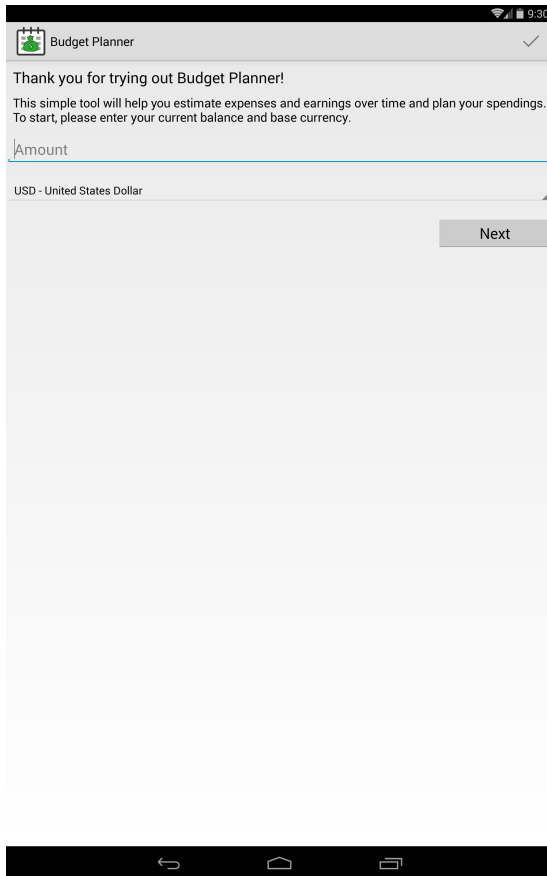 9:30
Budget Planner
Thank you for trying out Budget Planner!
This simple tool will help you estimate expenses and earnings over time and plan your spendings.
To start, please enter your current balance and base currency.
Amount
USD - United States Dollar
Next